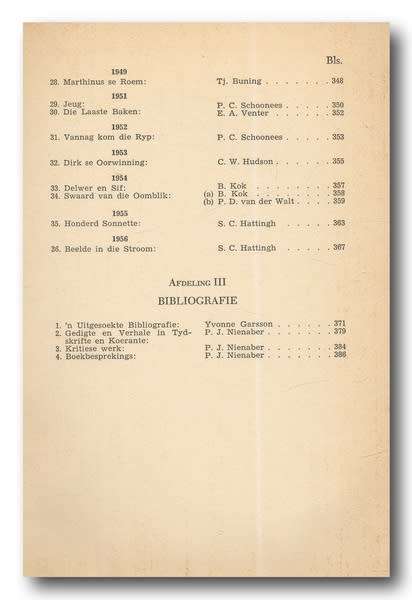 Bls.
1949
28. Marthinus se Roem: Tj. Buning . . . . . . . 348
1951
29. Jeug: P. C. Schoonees . . . . . 350
30. Die Laaste Baken: E. A. Venter . . . . . . 352
1952
31. Vannag kom die Ryp: P. C. Schoonees . . . . . 353
1953
32. Dirk se Oorwinning: C. W. Hudson . . . . . . 355
1954
33. Delwer en Sif: B. Kok . . . . . . . . 357
34. Swaard van die Oomblik: (a) B. Kok . . . . . . . . 358
(b) P. D. van der Walt . . . 359
1955
35. Honderd Sonnette: S. C. Hattingh . . . . . 363
1956
36. Beelde in die Stroom: S. C. Hattingh . . . . . 367
AFDELING III
BIBLIOGRAFIE
1. 'n Uitgesoekte Bibliografie: Yvonne Garsson . . . . . . 371
2. Gedigte en Verhale in Tyd- P. J. Nienaber . . . . . . . 379
skrifte en Koerante:
3. Kritiese werk: P. J. Nienaber . . . . . . . 384
4. Boekbesprekings: P. J. Nienaber . . . . . . . 386